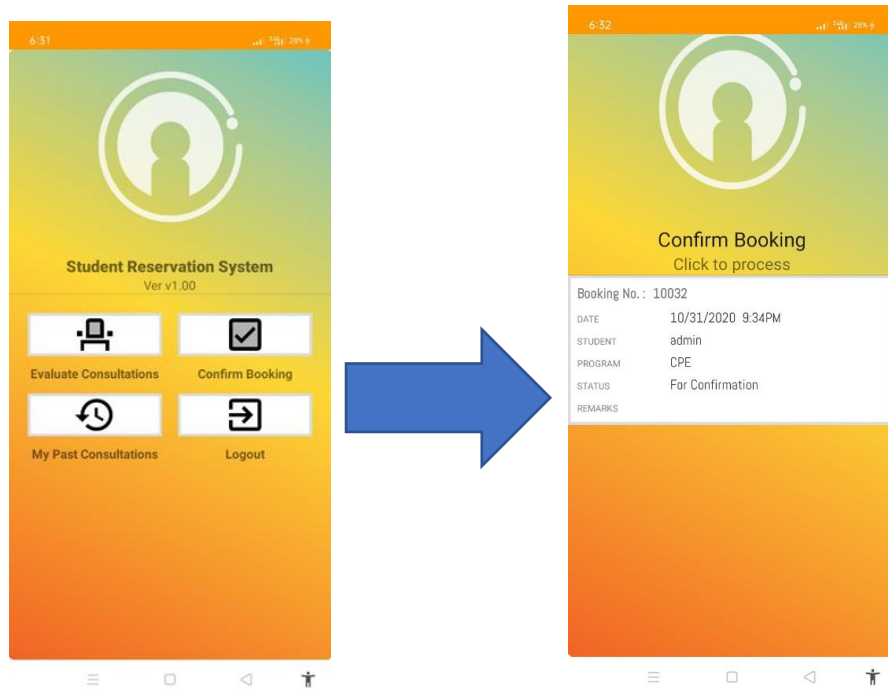 6:31
28%
Student Reservation System
Ver v1.00
Evaluate Consultations
Confirm Booking
My Past Consultations
Logout
6:32
28%
Confirm Booking
Click to process
Booking No. : 10032
DATE 10/31/2020 9:34PM
STUDENT admin
PROGRAM CPE
STATUS For Confirmation
REMARKS